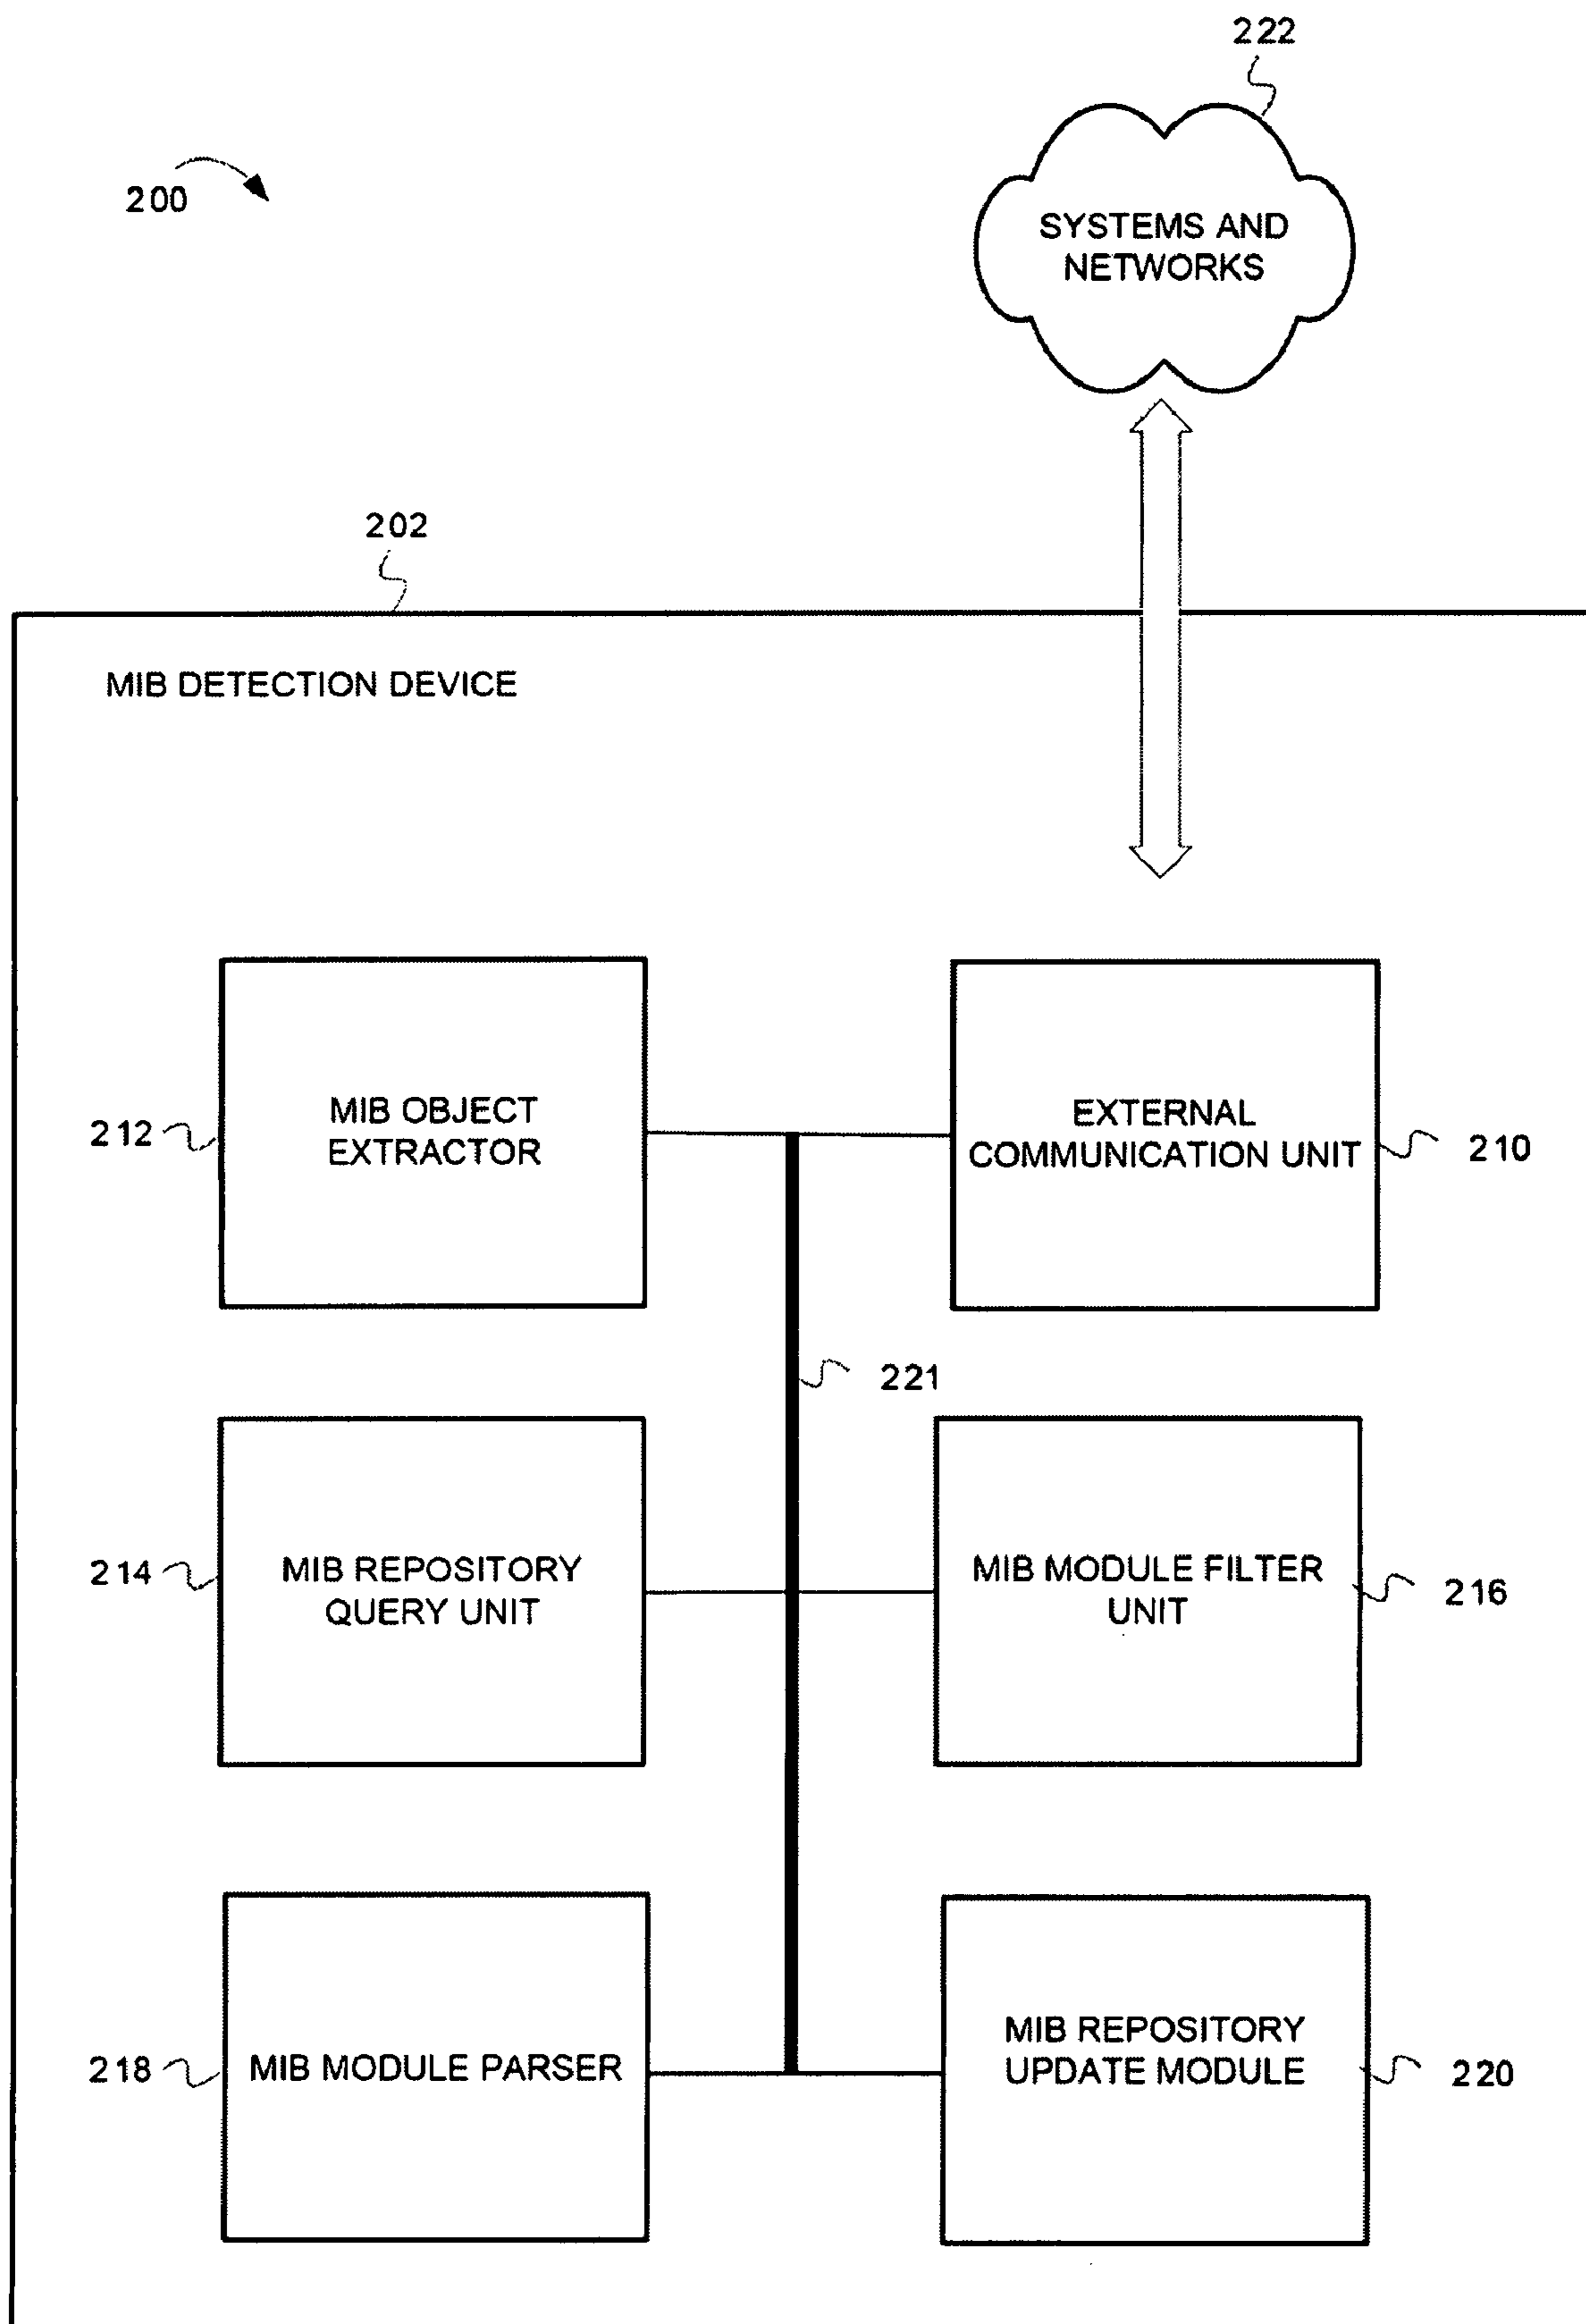 222
200
SYSTEMS AND
NETWORKS
202
MIB DETECTION DEVICE
212
MIB OBJECT
EXTRACTOR
EXTERNAL
COMMUNICATION UNIT
210
221
214
MIB REPOSITORY
QUERY UNIT
MIB MODULE FILTER
UNIT
216
218
MIB MODULE PARSER
MIB REPOSITORY
UPDATE MODULE
220